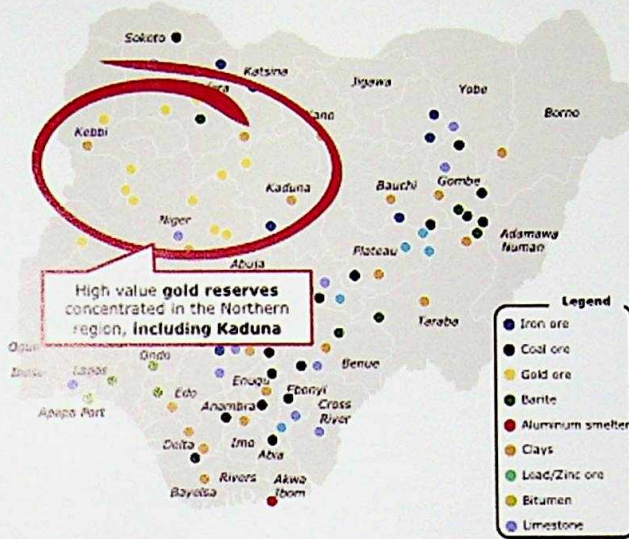 Sokoto
Katsina
Jigawa
Yobe
Borno
Kebbi
Kaduna
Bauchi
Gombe
Niger
Adamawa
Numan
Plateau
Abuja
High value gold reserves
concentrated in the Northern
region, including Kaduna
Taraba
Ondo
Lagos
Benue
Edo
Enugu
Ebonyi
Apapa Port
Anambra
Cross
River
Delta
Imo
Abia
Rivers
Akwa
Ibom
Bayelsa
Legend
Iron ore
Coal ore
Gold ore
Barite
Aluminum smelter
Clays
Lead/Zinc ore
Bitumen
Limestone